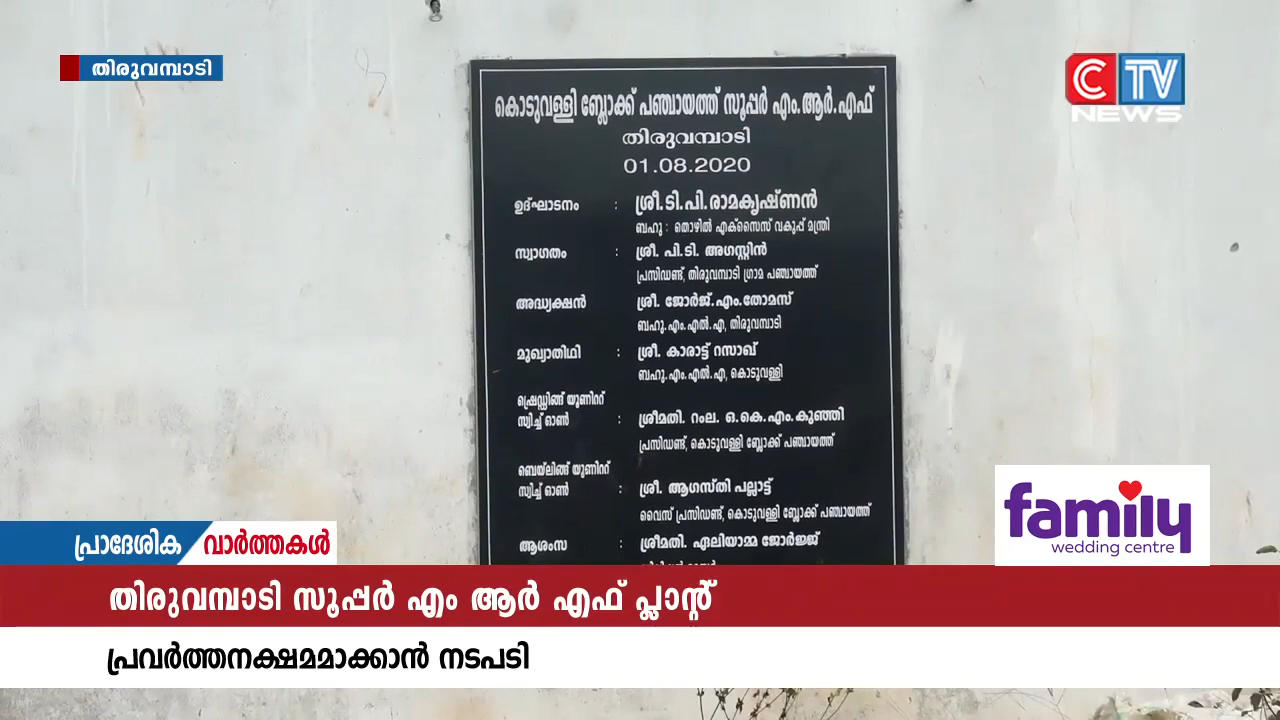 തിരുവമ്പാടി
CTV
NEWS
കൊടുവള്ളി ബ്ലോക്ക് പഞ്ചായത്ത് സൂപ്പർ എം.ആർ.എഫ്
തിരുവമ്പാടി
01.08.2020
ഉദ്ഘാടനം : ശ്രീ.ടി.പി.രാമകൃഷ്ണൻ
ബഹു : തൊഴിൽ എക്സൈസ് വകുപ്പ് മന്ത്രി
സ്വാഗതം : ശ്രീ. പി.ടി. അഗസ്റ്റിൻ
പ്രസിഡണ്ട്, തിരുവമ്പാടി ഗ്രാമ പഞ്ചായത്ത്
അദ്ധ്യക്ഷൻ ശ്രീ. ജോർജ്.എം.തോമസ്
ബഹു.എം.എൽ.എ, തിരുവമ്പാടി
മുഖ്യാതിഥി : ശ്രീ. കാരാട്ട് റസാഖ്
ബഹു.എം.എൽ.എ, കൊടുവള്ളി
ഷ്രെഡ്ഡിങ്ങ് യൂണിററ്
സ്വിച്ച് ഓൺ : ശ്രീമതി. റംല. ഒ.കെ.എം.കുഞ്ഞി
പ്രസിഡണ്ട്, കൊടുവള്ളി ബ്ലോക്ക് പഞ്ചായത്ത്
ബെയ്ലിങ്ങ് യൂണിററ്
സ്വിച്ച് ഓൺ : ശ്രീ. ആഗസ്തി പല്ലാട്ട്
വൈസ് പ്രസിഡണ്ട്, കൊടുവള്ളി ബ്ലോക്ക് പഞ്ചായത്ത്
ആശംസ : ശ്രീമതി. ഏലിയാമ്മ ജോർജ്ജ്
family
wedding centre
പ്രാദേശിക വാർത്തകൾ
തിരുവമ്പാടി സൂപ്പർ എം ആർ എഫ് പ്ലാന്റ്
പ്രവർത്തനക്ഷമമാക്കാൻ നടപടി